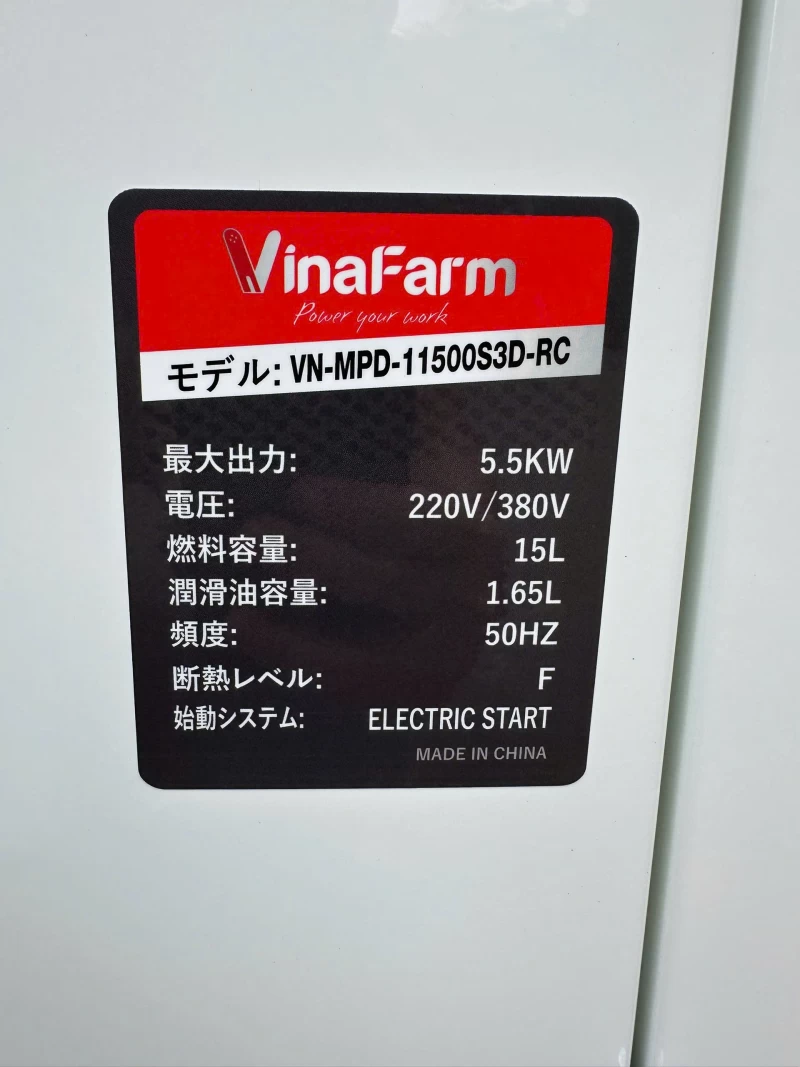 VinaFarm
Power your work
モデル: VN-MPD-11500S3D-RC
最大出力: 5.5KW
電圧: 220V/380V
燃料容量: 15L
潤滑油容量: 1.65L
頻度: 50HZ
断熱レベル: F
始動システム: ELECTRIC START
MADE IN CHINA